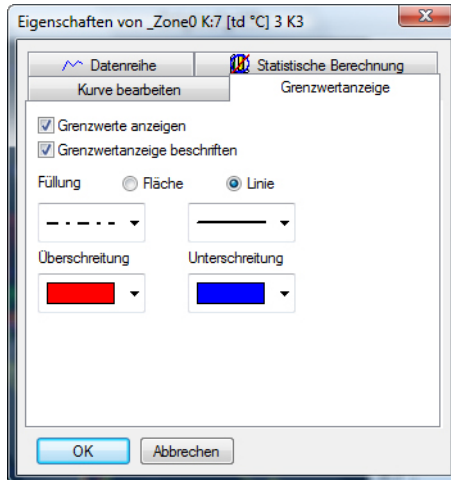 Eigenschaften von _Zone0 K:7 [td °C] 3 K3
Datenreihe
Statistische Berechnung
Kurve bearbeiten
Grenzwertanzeige
Grenzwerte anzeigen
Grenzwertanzeige beschriften
Füllung Fläche Linie
Überschreitung Unterschreitung
OK Abbrechen